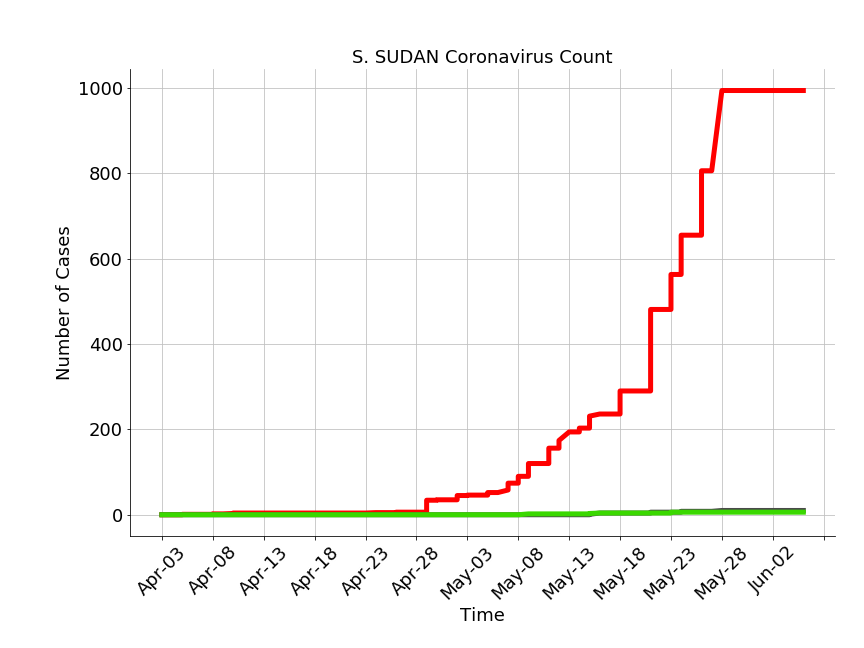 S. SUDAN Coronavirus Count
1000
800
600
400
200
0
Number of Cases
Apr-03
Apr-08
Apr-13
Apr-18
Apr-23
Apr-28
May-03
May-08
May-13
May-18
May-23
May-28
Jun-02
Time